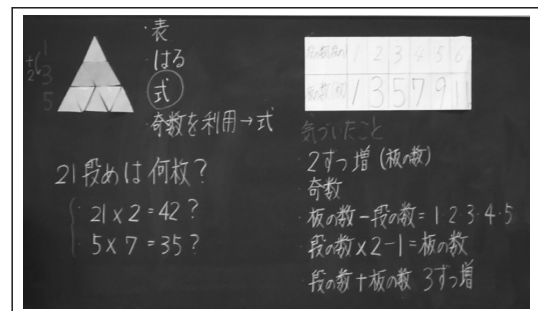 1
+2 3
5
・表
・はる
・式
・奇数を利用→式
21段めは何枚？
・21×2=42？
・5×7=35？
段の数(段め) 1 2 3 4 5 6
板の数(枚) 1 3 5 7 9 11
気づいたこと
・2ずつ増(板の数)
・奇数
・板の数−段の数=1·2·3·4·5
・段の数×2−1=板の数
・段の数+板の数 3ずつ増